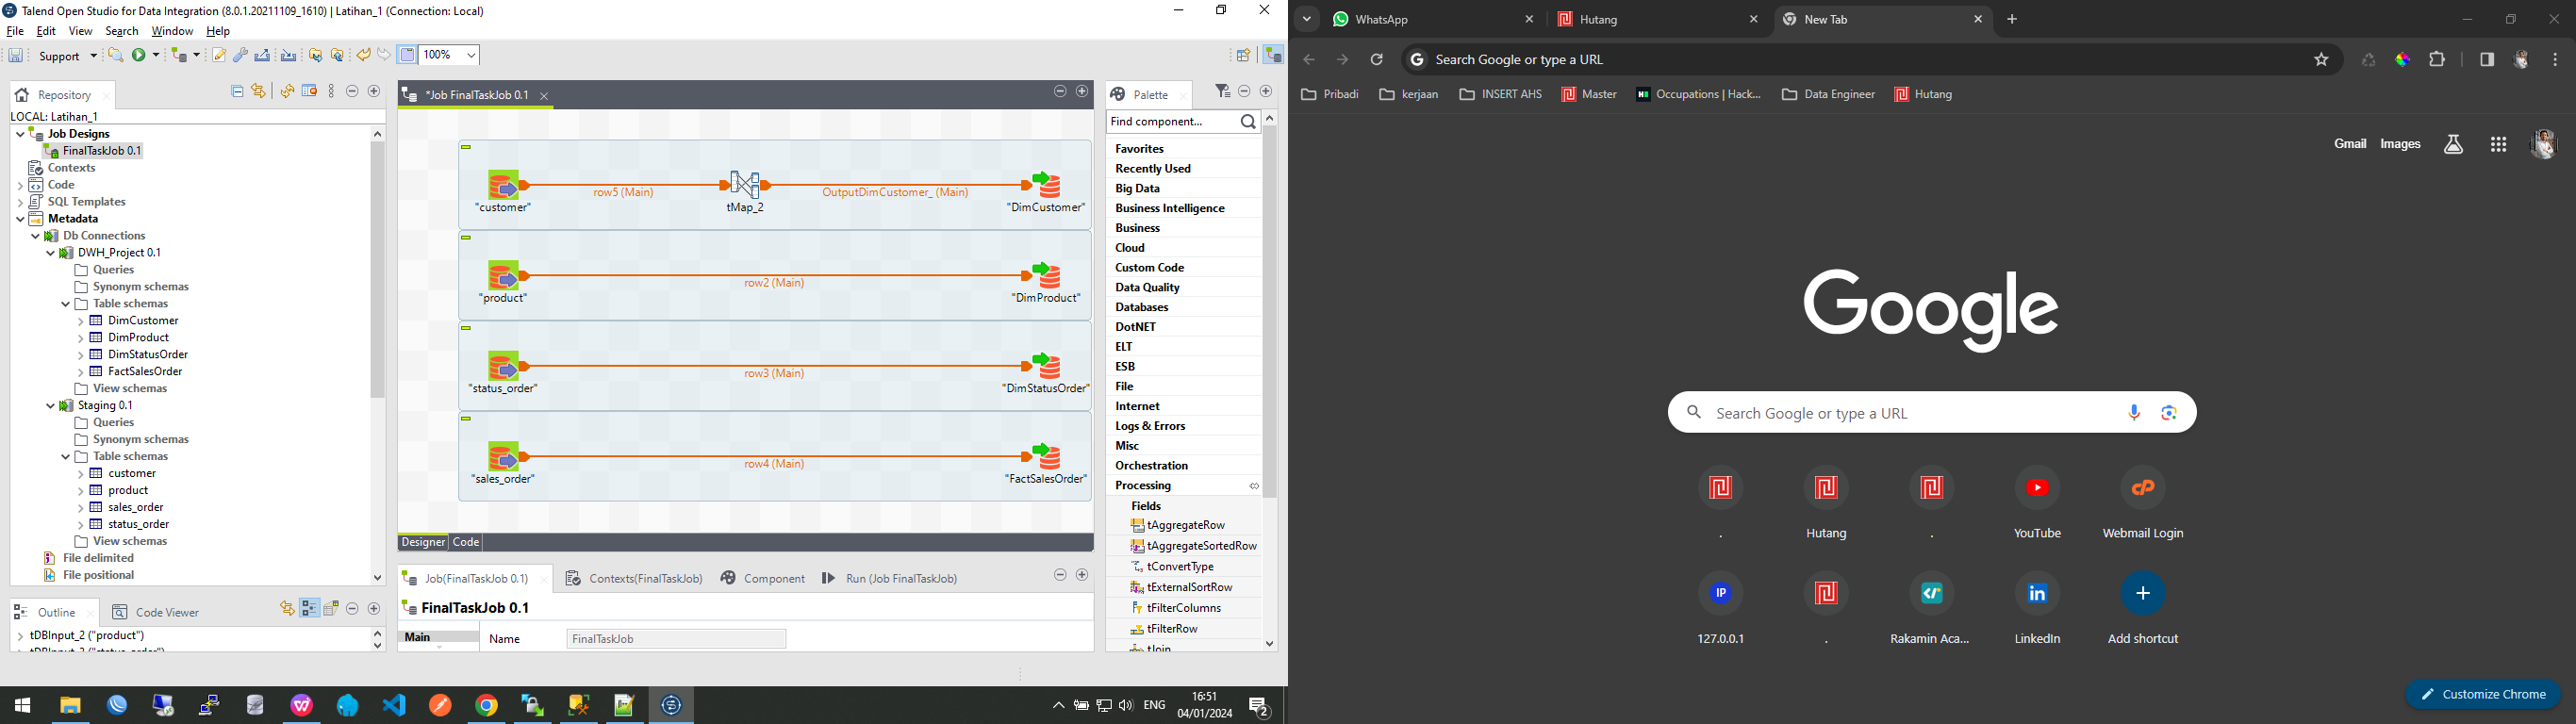 Talend Open Studio for Data Integration (8.0.1.20211109_1610) | Latihan_1 (Connection: Local)
File Edit View Search Window Help
Support 100%
Repository
LOCAL: Latihan_1
Job Designs
FinalTaskJob 0.1
Contexts
Code
SQL Templates
Metadata
Db Connections
DWH_Project 0.1
Queries
Synonym schemas
Table schemas
DimCustomer
DimProduct
DimStatusOrder
FactSalesOrder
View schemas
Staging 0.1
Queries
Synonym schemas
Table schemas
customer
product
sales_order
status_order
View schemas
File delimited
File positional
Outline Code Viewer
tDBInput_2 ("product")
tDBInput_3 ("status_order")
*Job FinalTaskJob 0.1
row5 (Main) OutputDimCustomer_ (Main)
"customer" tMap_2 "DimCustomer"
row2 (Main)
"product" "DimProduct"
row3 (Main)
"status_order" "DimStatusOrder"
row4 (Main)
"sales_order" "FactSalesOrder"
Designer Code
Job(FinalTaskJob 0.1) Contexts(FinalTaskJob) Component Run (Job FinalTaskJob)
FinalTaskJob 0.1
Main Name FinalTaskJob
Palette
Find component...
Favorites
Recently Used
Big Data
Business Intelligence
Business
Cloud
Custom Code
Data Quality
Databases
DotNET
ELT
ESB
File
Internet
Logs & Errors
Misc
Orchestration
Processing
Fields
tAggregateRow
tAggregateSortedRow
tConvertType
tExternalSortRow
tFilterColumns
tFilterRow
tJoin
ENG 16:51
04/01/2024
2
WhatsApp Hutang New Tab
Search Google or type a URL
Pribadi kerjaan INSERT AHS Master Occupations | Hack... Data Engineer Hutang
Gmail Images
Google
Search Google or type a URL
. Hutang . YouTube Webmail Login
IP
127.0.0.1 . Rakamin Aca... LinkedIn Add shortcut
Customize Chrome